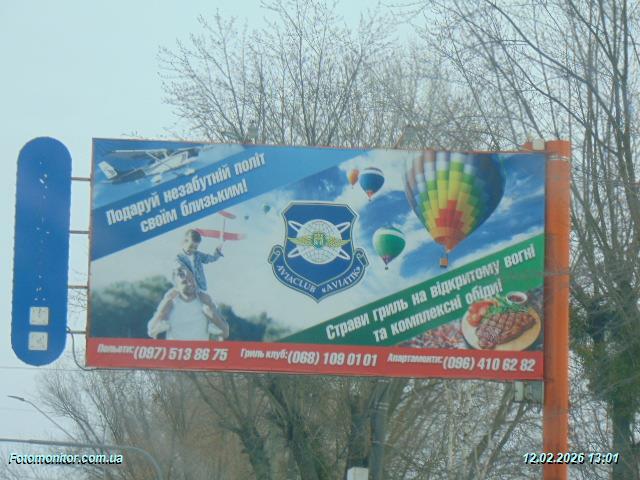 Подаруй незабутній політ
своїм близьким!
AVIACLUB «AVIATIK»
Страви гриль на відкритому вогні
та комплексні обіди!
Польоти: (097) 513 86 75 Гриль клуб: (068) 109 01 01 Апартаменти: (096) 410 62 82
Fotomonitor.com.ua
12.02.2026 13:01